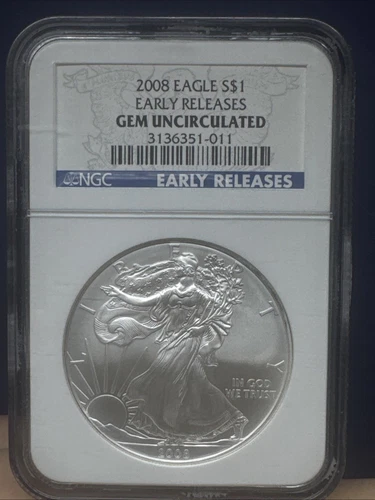 2008 EAGLE S$1
EARLY RELEASES
GEM UNCIRCULATED
3136351-011
NGC EARLY RELEASES
LIBERTY
IN GOD
WE TRUST
2008